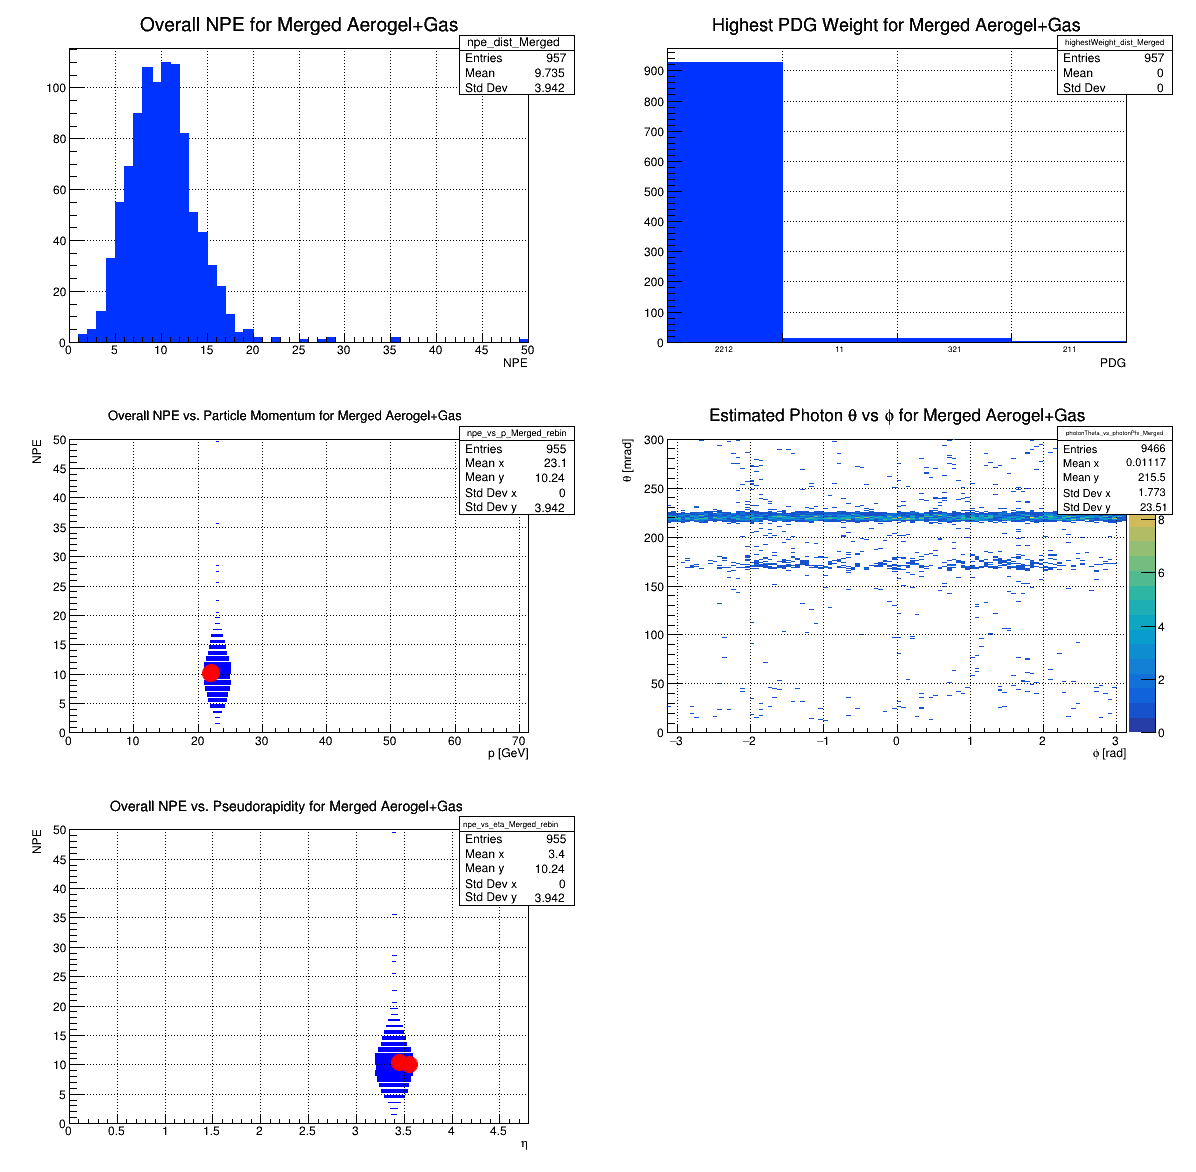 Overall NPE for Merged Aerogel+Gas
npe_dist_Merged
Entries 957
Mean 9.735
Std Dev 3.942
100
80
60
40
20
0
0 5 10 15 20 25 30 35 40 45 50
NPE
Highest PDG Weight for Merged Aerogel+Gas
highestWeight_dist_Merged
Entries 957
Mean 0
Std Dev 0
900
800
700
600
500
400
300
200
100
0
2212 11 321 211
PDG
Overall NPE vs. Particle Momentum for Merged Aerogel+Gas
npe_vs_p_Merged_rebin
Entries 955
Mean x 23.1
Mean y 10.24
Std Dev x 0
Std Dev y 3.942
NPE
50
45
40
35
30
25
20
15
10
5
0
0 10 20 30 40 50 60 70
p [GeV]
Estimated Photon θ vs ϕ for Merged Aerogel+Gas
photonTheta_vs_photonPhi_Merged
Entries 9466
Mean x 0.01117
Mean y 215.5
Std Dev x 1.773
Std Dev y 23.51
θ [mrad]
300
250
200
150
100
50
0
−3 −2 −1 0 1 2 3
ϕ [rad]
8
6
4
2
0
Overall NPE vs. Pseudorapidity for Merged Aerogel+Gas
npe_vs_eta_Merged_rebin
Entries 955
Mean x 3.4
Mean y 10.24
Std Dev x 0
Std Dev y 3.942
NPE
50
45
40
35
30
25
20
15
10
5
0
0 0.5 1 1.5 2 2.5 3 3.5 4 4.5
η